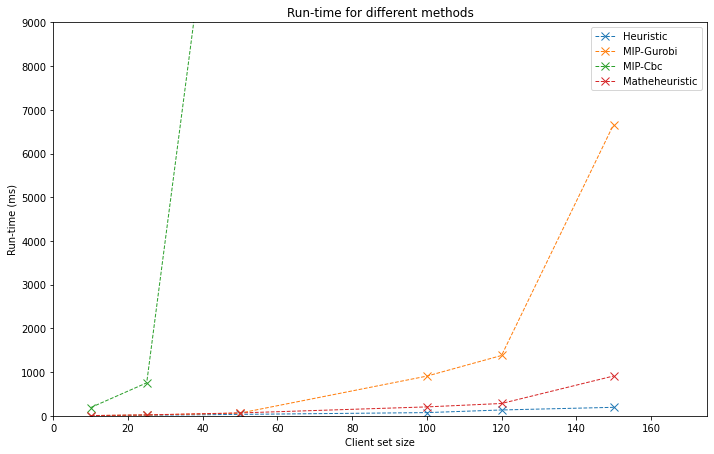 Run-time for different methods
Heuristic
MIP-Gurobi
MIP-Cbc
Matheheuristic
9000
8000
7000
6000
5000
4000
3000
2000
1000
0
Run-time (ms)
0 20 40 60 80 100 120 140 160
Client set size